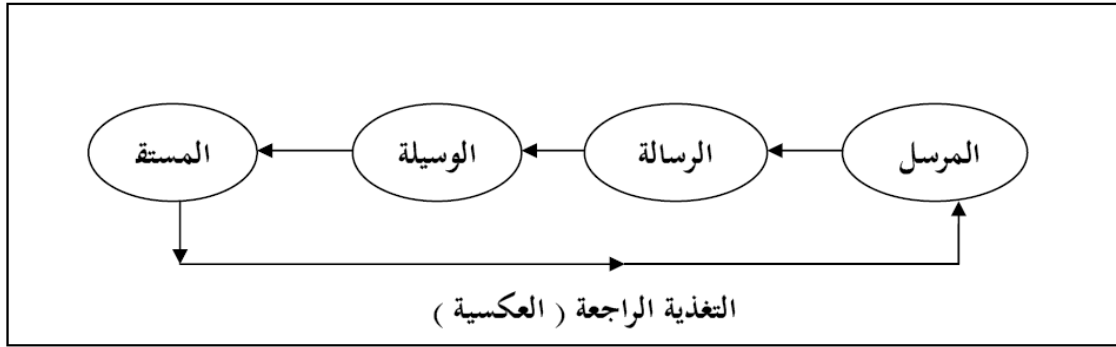 المرسل
الرسالة
الوسيلة
المستق
التغذية الراجعة ( العكسية )